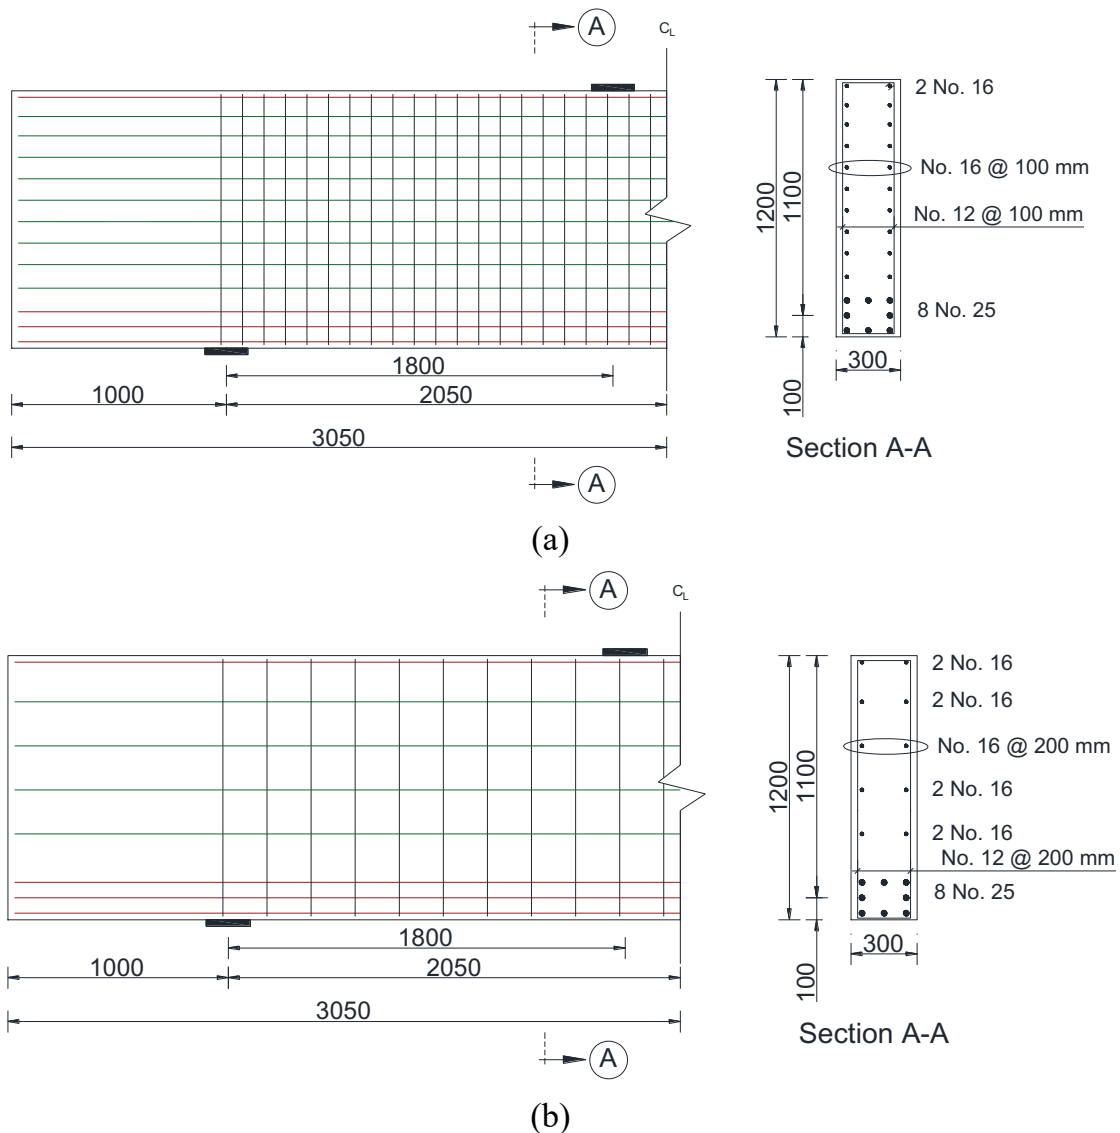 A
CL
2 No. 16
No. 16 @ 100 mm
1200
1100
No. 12 @ 100 mm
8 No. 25
1800
300
1000
2050
100
3050
Section A-A
A
(a)
A
CL
2 No. 16
2 No. 16
No. 16 @ 200 mm
1200
1100
2 No. 16
2 No. 16
No. 12 @ 200 mm
8 No. 25
1800
300
1000
2050
100
3050
Section A-A
A
(b)